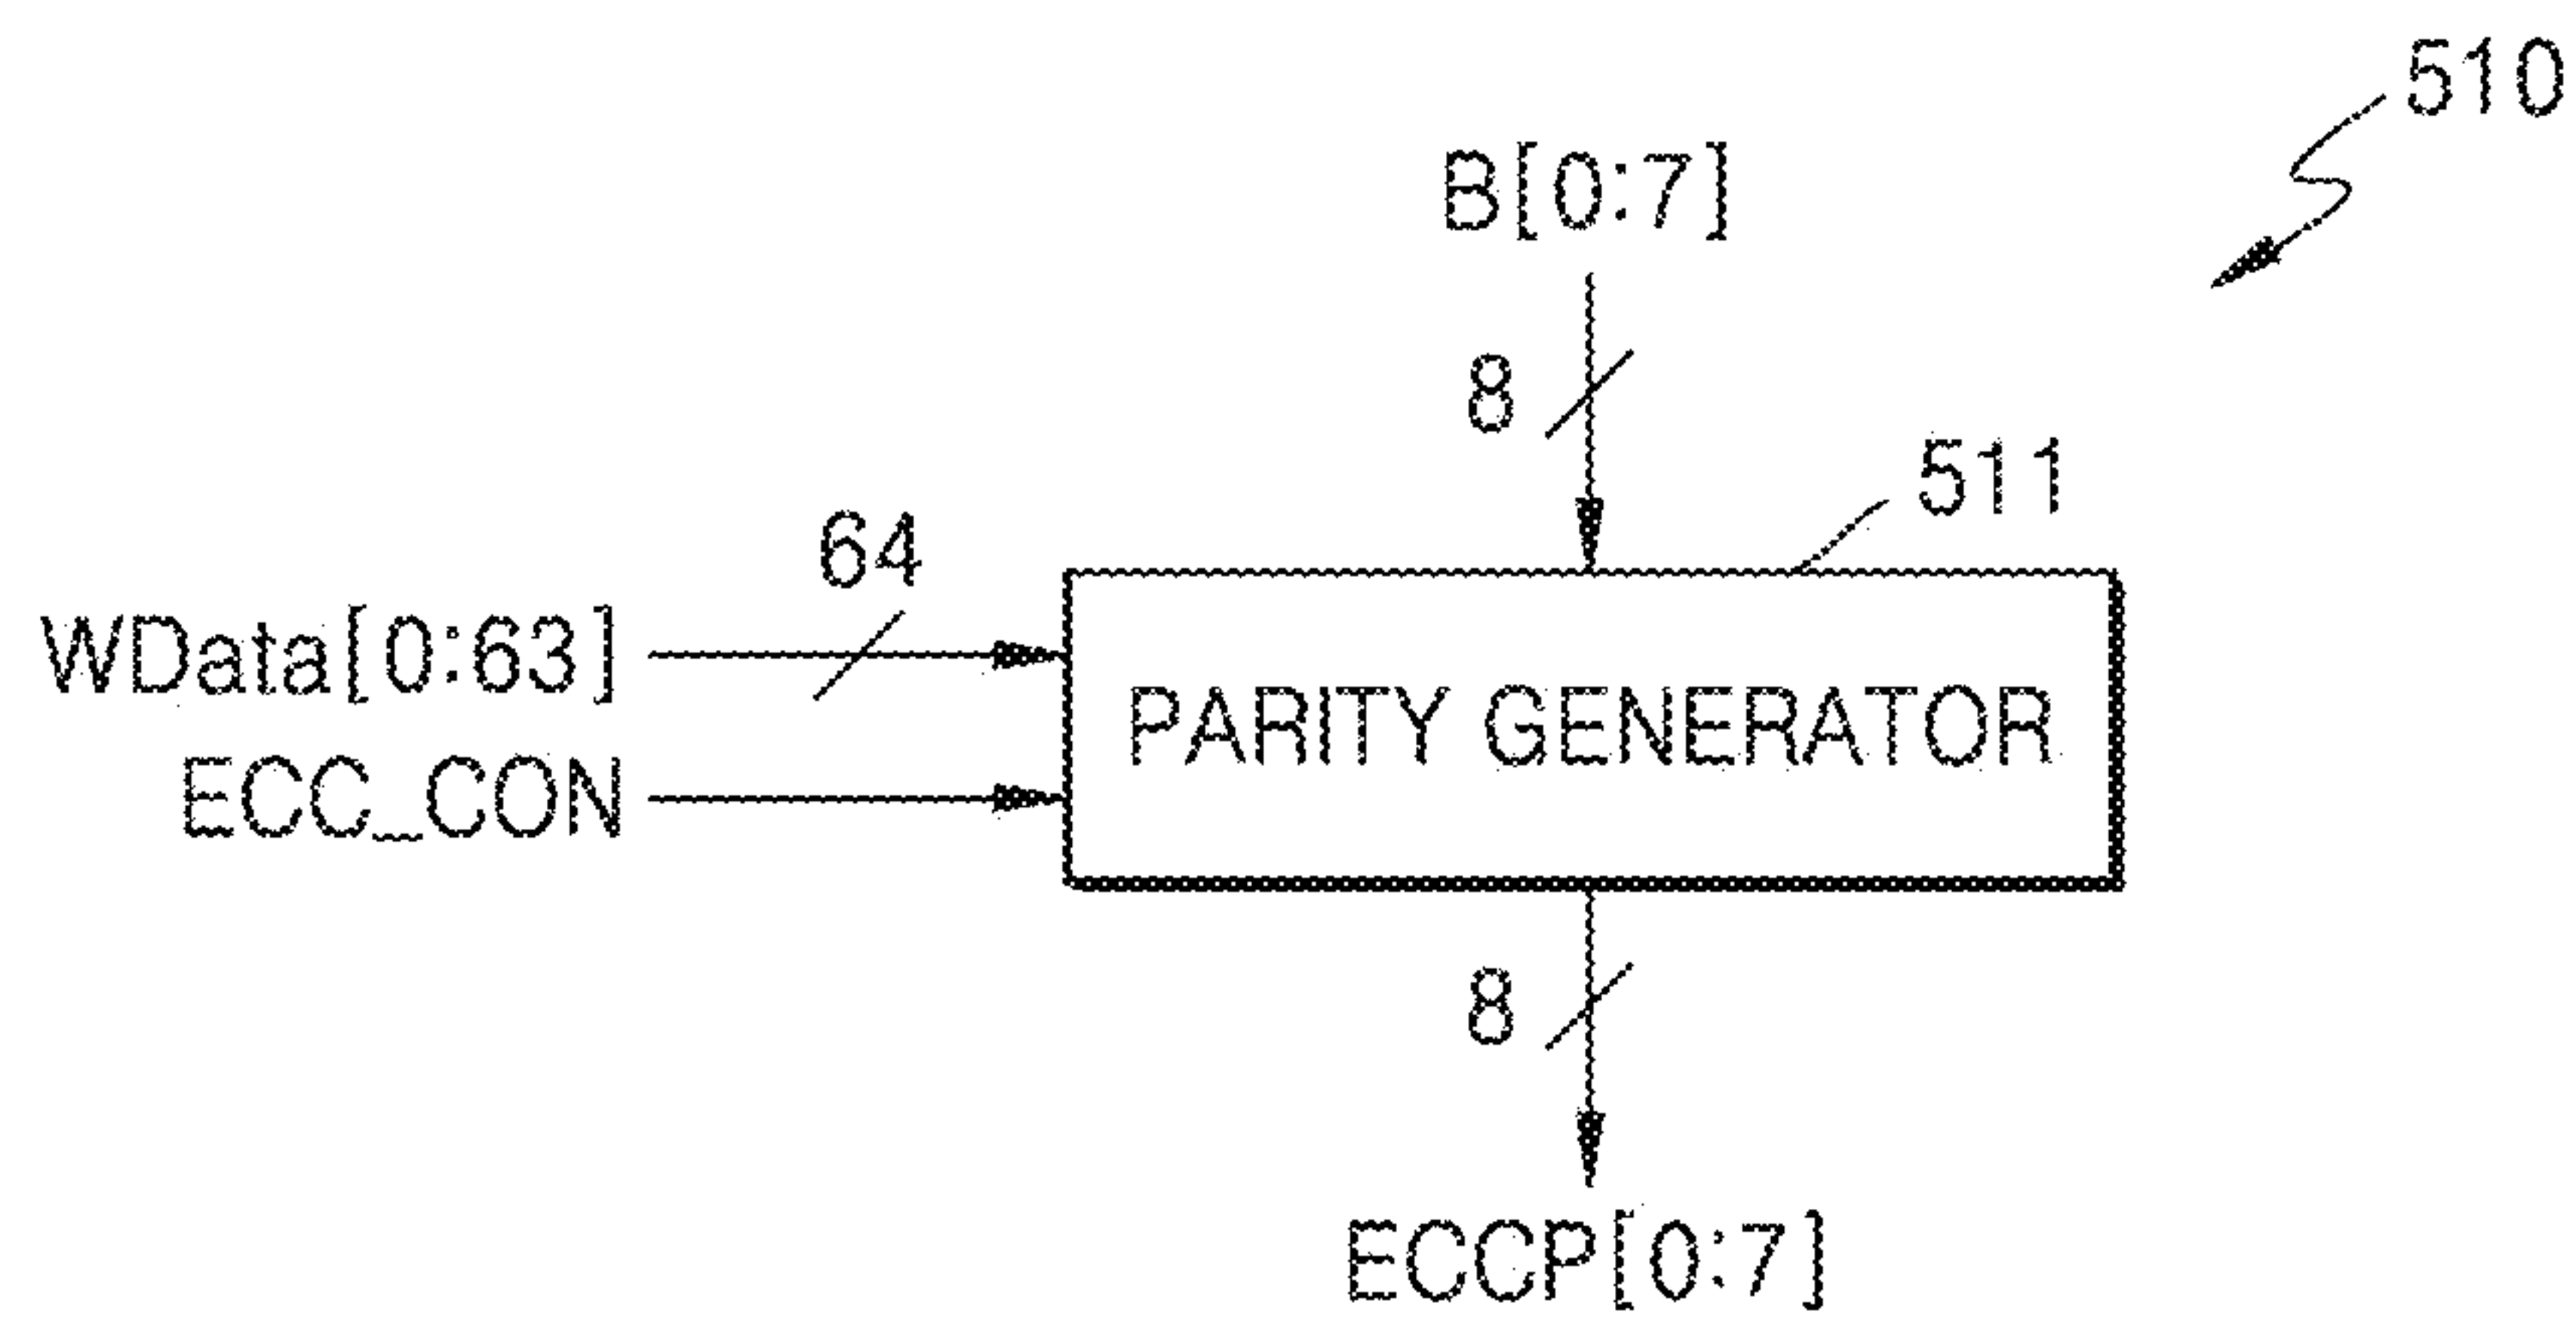 510
B[0:7]
8
511
64
WData[0:63]
PARITY GENERATOR
ECC_CON
8
ECCP[0:7]